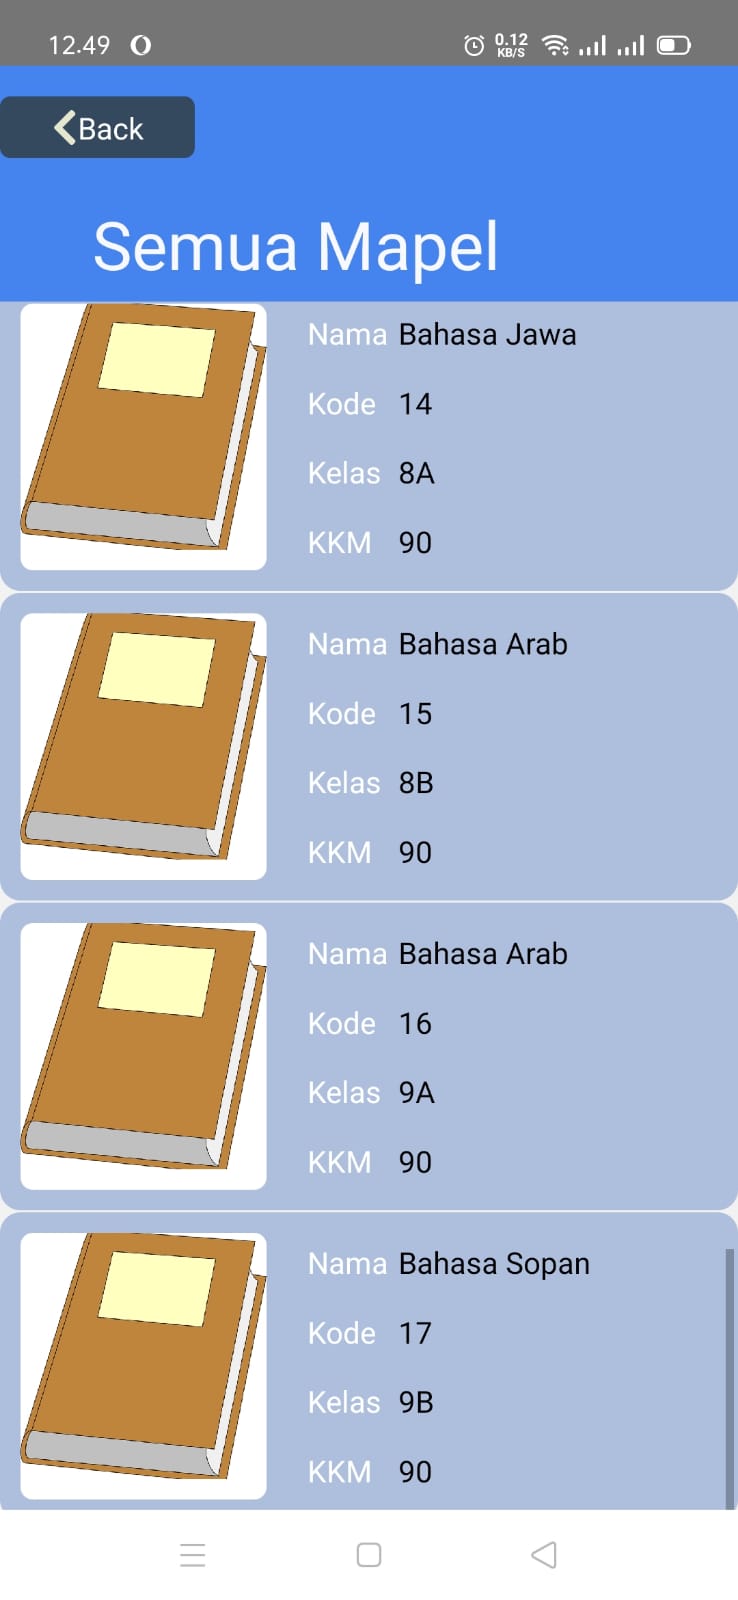 12.49
0.12
KB/S
Back
Semua Mapel
Nama Bahasa Jawa
Kode 14
Kelas 8A
KKM 90
Nama Bahasa Arab
Kode 15
Kelas 8B
KKM 90
Nama Bahasa Arab
Kode 16
Kelas 9A
KKM 90
Nama Bahasa Sopan
Kode 17
Kelas 9B
KKM 90